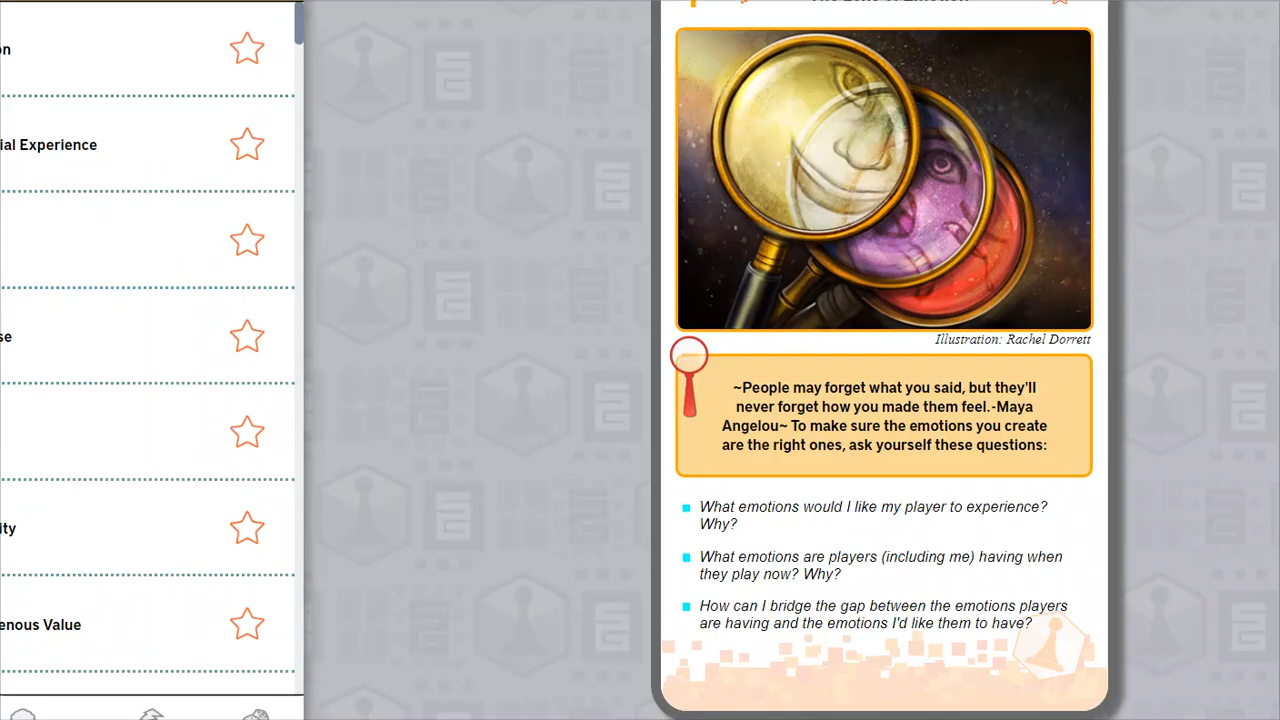 on
ial Experience
se
ity
enous Value
The Lens of Emotion
Illustration: Rachel Dorrett
~People may forget what you said, but they'll
never forget how you made them feel.-Maya
Angelou~ To make sure the emotions you create
are the right ones, ask yourself these questions:
What emotions would I like my player to experience?
Why?
What emotions are players (including me) having when
they play now? Why?
How can I bridge the gap between the emotions players
are having and the emotions I'd like them to have?